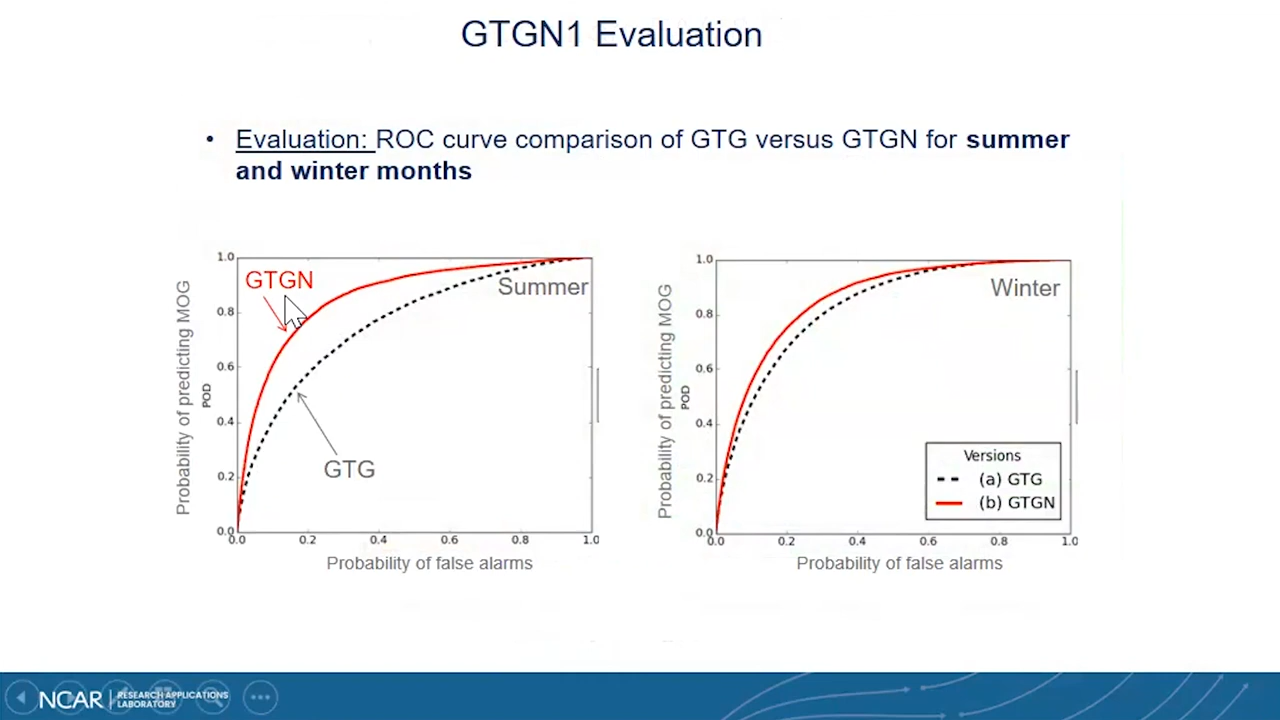 GTGN1 Evaluation
• Evaluation: ROC curve comparison of GTG versus GTGN for summer
and winter months
Probability of predicting MOG
POD
1.0
0.8
0.6
0.4
0.2
0.0
GTGN
Summer
GTG
0.0 0.2 0.4 0.6 0.8 1.0
Probability of false alarms
Probability of predicting MOG
POD
1.0
0.8
0.6
0.4
0.2
0.0
Winter
Versions
(a) GTG
(b) GTGN
0.0 0.2 0.4 0.6 0.8 1.0
Probability of false alarms
NCAR
RESEARCH APPLICATIONS
LABORATORY